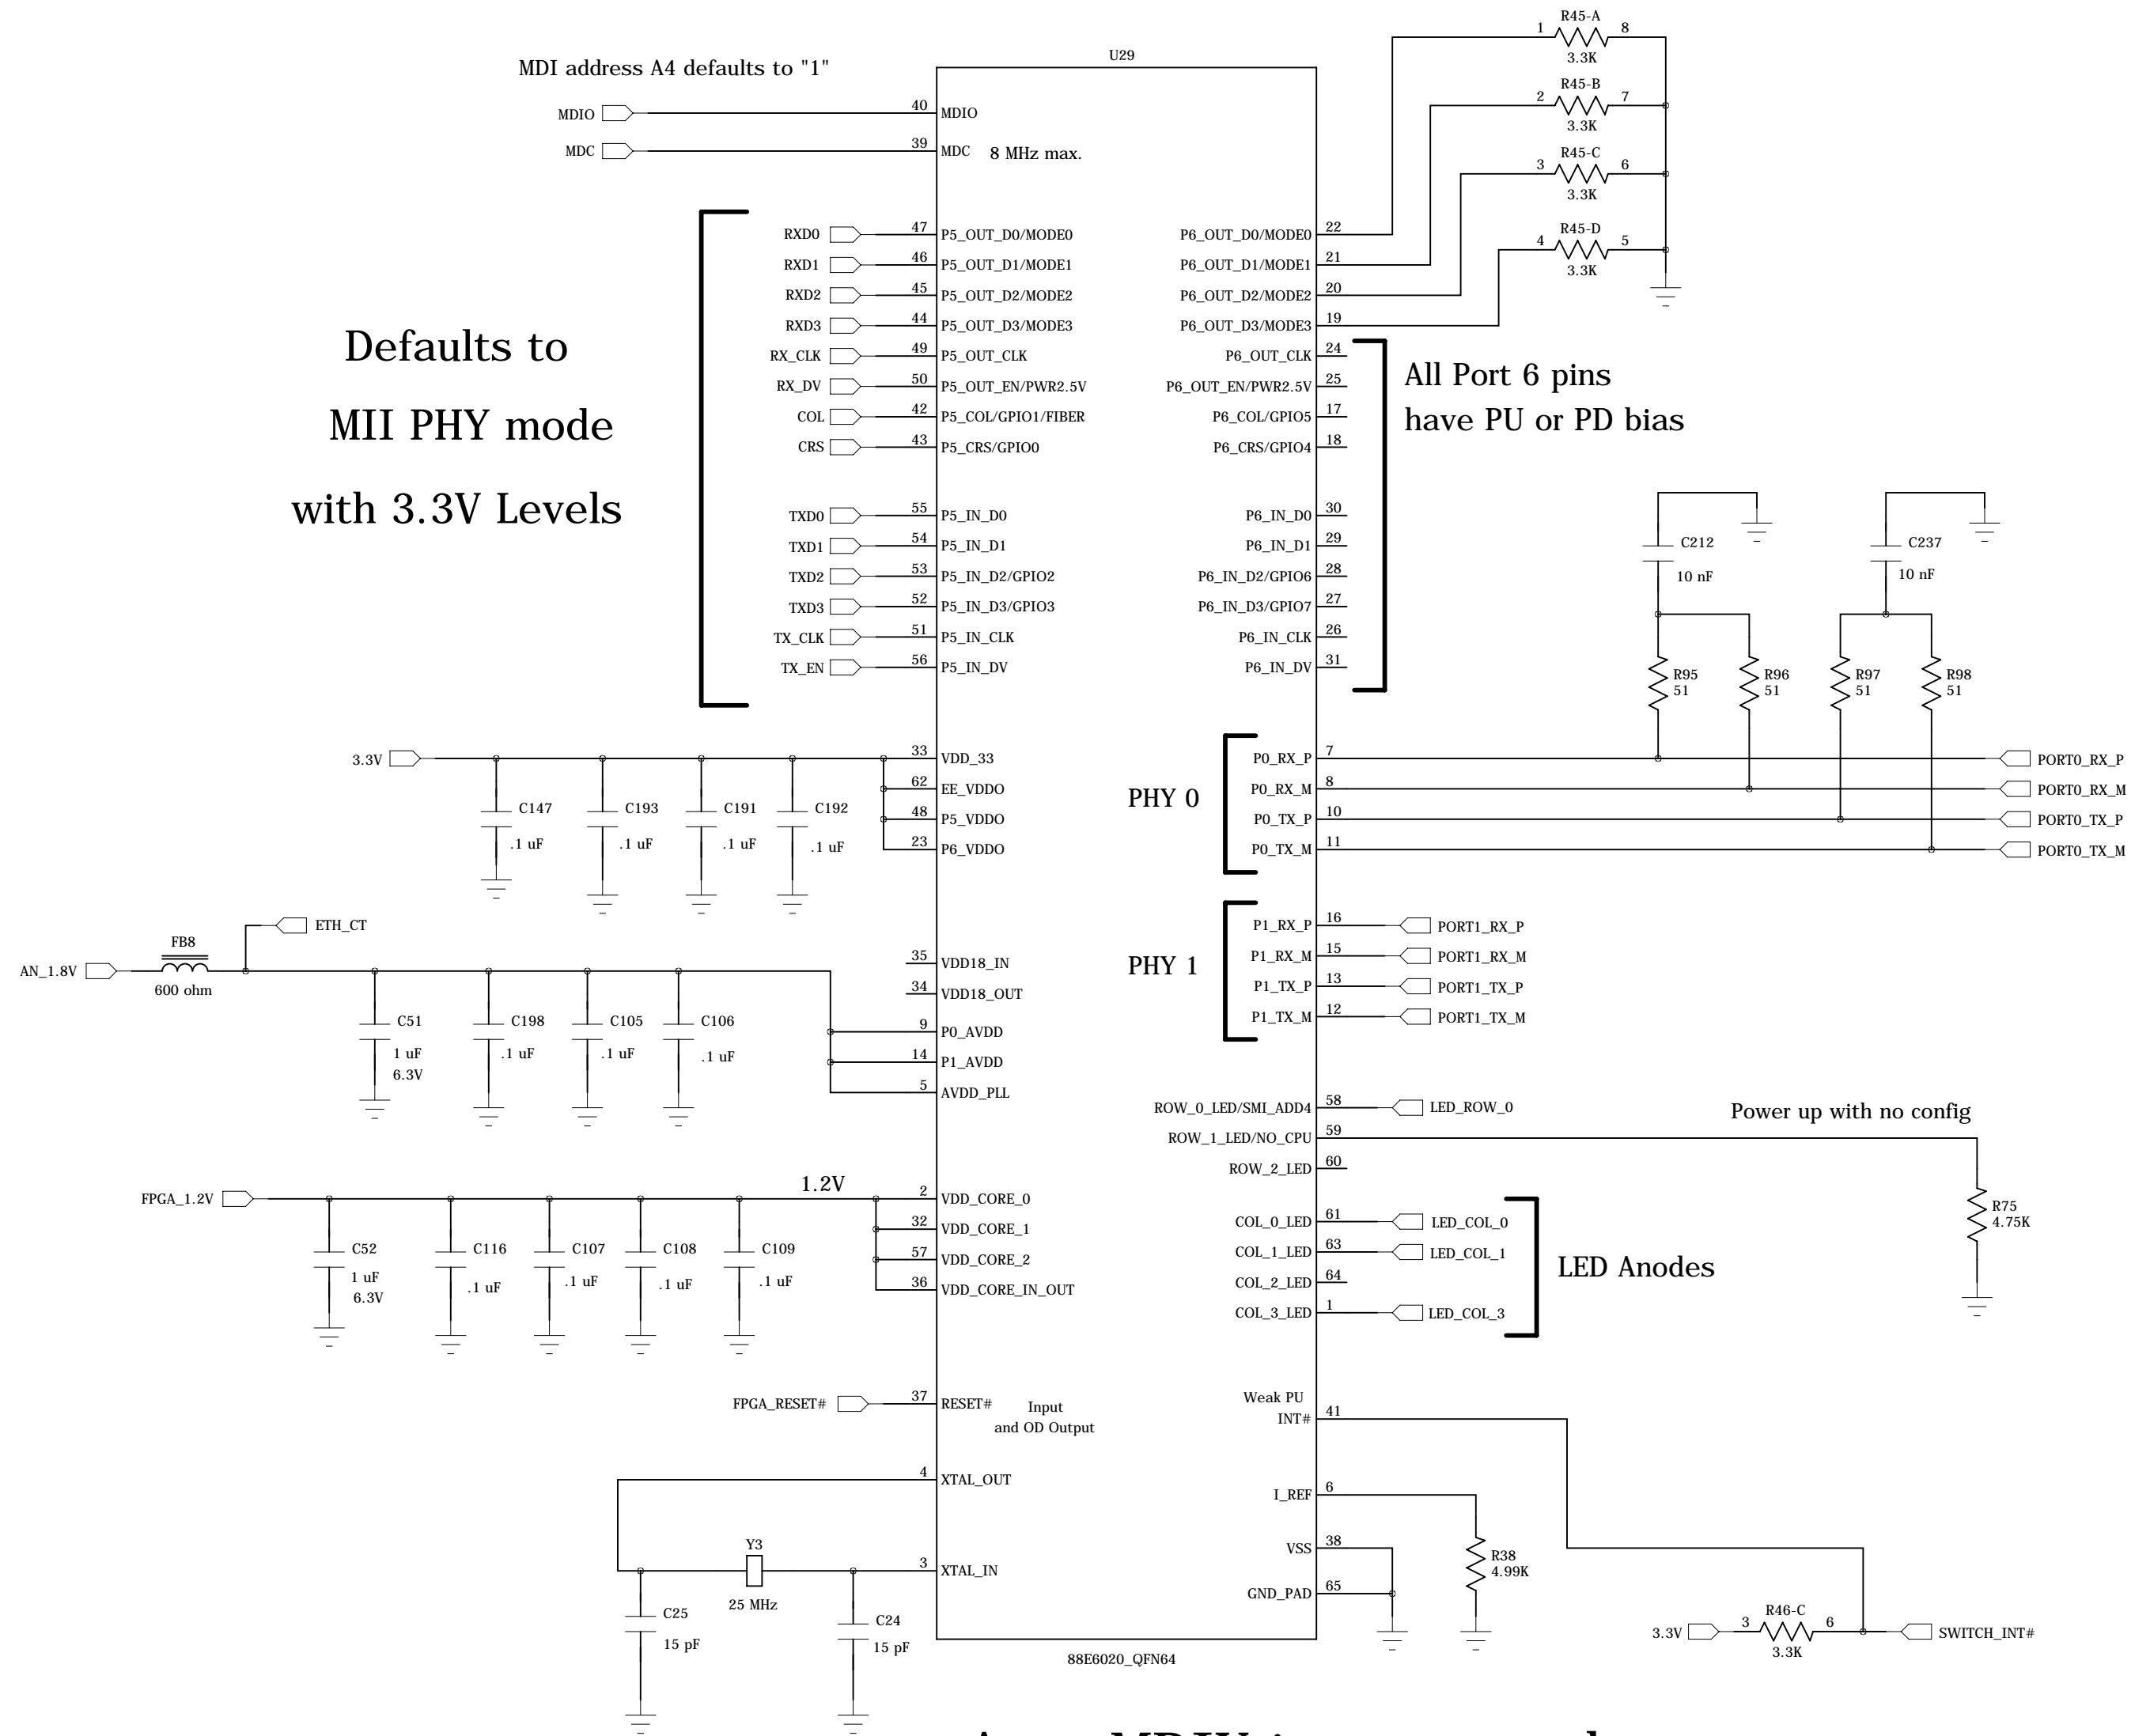 R45-A
1 8
3.3K
U29
MDI address A4 defaults to "1"
R45-B
2 7
3.3K
MDIO 40 MDIO
MDC 39 MDC 8 MHz max.
R45-C
3 6
3.3K
R45-D
4 5
3.3K
RXD0 47 P5_OUT_D0/MODE0
RXD1 46 P5_OUT_D1/MODE1
RXD2 45 P5_OUT_D2/MODE2
RXD3 44 P5_OUT_D3/MODE3
RX_CLK 49 P5_OUT_CLK
RX_DV 50 P5_OUT_EN/PWR2.5V
COL 42 P5_COL/GPIO1/FIBER
CRS 43 P5_CRS/GPIO0
P6_OUT_D0/MODE0 22
P6_OUT_D1/MODE1 21
P6_OUT_D2/MODE2 20
P6_OUT_D3/MODE3 19
P6_OUT_CLK 24
P6_OUT_EN/PWR2.5V 25
P6_COL/GPIO5 17
P6_CRS/GPIO4 18
Defaults to
MII PHY mode
with 3.3V Levels
All Port 6 pins
have PU or PD bias
TXD0 55 P5_IN_D0
TXD1 54 P5_IN_D1
TXD2 53 P5_IN_D2/GPIO2
TXD3 52 P5_IN_D3/GPIO3
TX_CLK 51 P5_IN_CLK
TX_EN 56 P5_IN_DV
P6_IN_D0 30
P6_IN_D1 29
P6_IN_D2/GPIO6 28
P6_IN_D3/GPIO7 27
P6_IN_CLK 26
P6_IN_DV 31
C212
10 nF
C237
10 nF
R95
51
R96
51
R97
51
R98
51
3.3V 33 VDD_33
62 EE_VDDO
48 P5_VDDO
23 P6_VDDO
C147
.1 uF
C193
.1 uF
C191
.1 uF
C192
.1 uF
PHY 0
P0_RX_P 7 PORT0_RX_P
P0_RX_M 8 PORT0_RX_M
P0_TX_P 10 PORT0_TX_P
P0_TX_M 11 PORT0_TX_M
ETH_CT
FB8
AN_1.8V
600 ohm
35 VDD18_IN
34 VDD18_OUT
9 P0_AVDD
14 P1_AVDD
5 AVDD_PLL
C51
1 uF
6.3V
C198
.1 uF
C105
.1 uF
C106
.1 uF
PHY 1
P1_RX_P 16 PORT1_RX_P
P1_RX_M 15 PORT1_RX_M
P1_TX_P 13 PORT1_TX_P
P1_TX_M 12 PORT1_TX_M
ROW_0_LED/SMI_ADD4 58 LED_ROW_0
Power up with no config
ROW_1_LED/NO_CPU 59
ROW_2_LED 60
R75
4.75K
FPGA_1.2V 1.2V 2 VDD_CORE_0
32 VDD_CORE_1
57 VDD_CORE_2
36 VDD_CORE_IN_OUT
C52
1 uF
6.3V
C116
.1 uF
C107
.1 uF
C108
.1 uF
C109
.1 uF
COL_0_LED 61 LED_COL_0
COL_1_LED 63 LED_COL_1
COL_2_LED 64
COL_3_LED 1 LED_COL_3
LED Anodes
FPGA_RESET# 37 RESET# Input
and OD Output
Weak PU
INT# 41
4 XTAL_OUT
I_REF 6
R38
4.99K
VSS 38
GND_PAD 65
Y3
3 XTAL_IN
25 MHz
C25
15 pF
C24
15 pF
88E6020_QFN64
R46-C
3.3V 3 6 SWITCH_INT#
3.3K